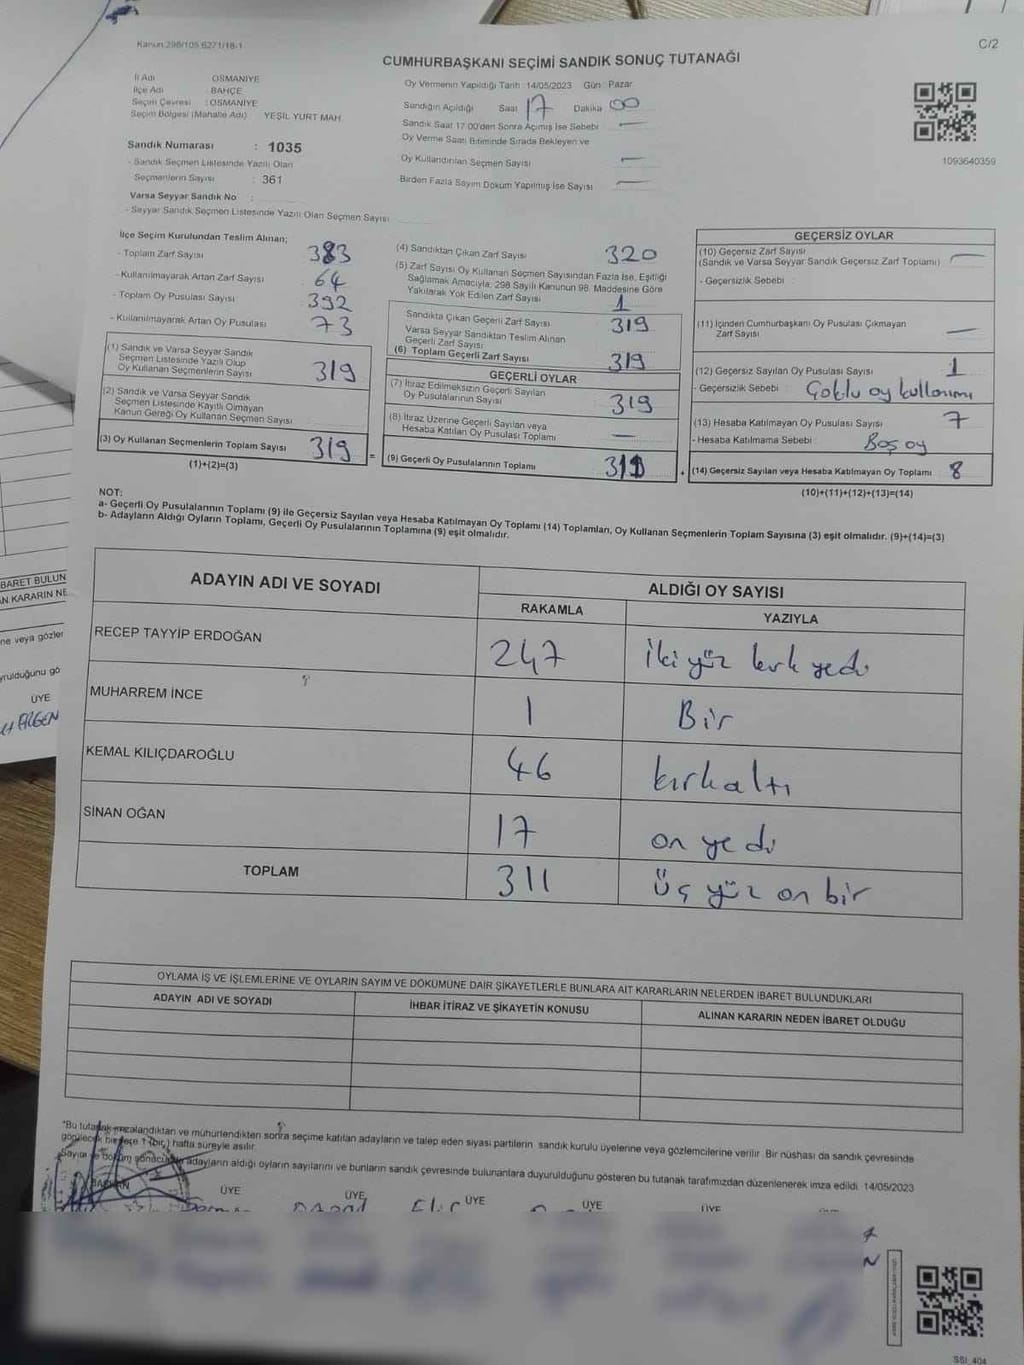 Kanun:298/105,6271/18-1
C/2
CUMHURBAŞKANI SEÇİMİ SANDIK SONUÇ TUTANAĞI
İl Adı : OSMANİYE
İlçe Adı : BAHÇE
Seçim Çevresi : OSMANİYE
Seçim Bölgesi (Mahalle Adı) YEŞİL YURT MAH.
Sandık Numarası : 1035
- Sandık Seçmen Listesinde Yazılı Olan
Seçmenlerin Sayısı : 361
Varsa Seyyar Sandık No :
- Seyyar Sandık Seçmen Listesinde Yazılı Olan Seçmen Sayısı
Oy Vermenin Yapıldığı Tarih :14/05/2023 Gün : Pazar
Sandığın Açıldığı Saat 17 Dakika 00
Sandık Saat 17:00'den Sonra Açımış İse Sebebi —
Oy Verme Saati Bitiminde Sırada Bekleyen ve
Oy Kullandırılan Seçmen Sayısı —
Birden Fazla Sayım Döküm Yapılmış İse Sayısı —
1093640359
İlçe Seçim Kurulundan Teslim Alınan;
- Toplam Zarf Sayısı 383
- Kullanılmayarak Artan Zarf Sayısı 64
- Toplam Oy Pusulası Sayısı 392
- Kullanılmayarak Artan Oy Pusulası 73
(1) Sandık ve Varsa Seyyar Sandık
Seçmen Listesinde Yazılı Olup
Oy Kullanan Seçmenlerin Sayısı 319
(2) Sandık ve Varsa Seyyar Sandık
Seçmen Listesinde Kayıtlı Olmayan
Kanun Gereği Oy Kullanan Seçmen Sayısı
(3) Oy Kullanan Seçmenlerin Toplam Sayısı 319
(1)+(2)=(3)
(4) Sandıktan Çıkan Zarf Sayısı 320
(5) Zarf Sayısı Oy Kullanan Seçmen Sayısından Fazla İse, Eşitliği
Sağlamak Amacıyla; 298 Sayılı Kanunun 98. Maddesine Göre
Yakılarak Yok Edilen Zarf Sayısı 1
Sandıkta Çıkan Geçerli Zarf Sayısı 319
Varsa Seyyar Sandıktan Teslim Alınan
Geçerli Zarf Sayısı
(6) Toplam Geçerli Zarf Sayısı 319
GEÇERLİ OYLAR
(7) İtiraz Edilmeksizin Geçerli Sayılan
Oy Pusulalarının Sayısı 319
(8) İtiraz Üzerine Geçerli Sayılan veya
Hesaba Katılan Oy Pusulası Toplamı —
=
(9) Geçerli Oy Pusulalarının Toplamı 311
GEÇERSİZ OYLAR
(10) Geçersiz Zarf Sayısı —
(Sandık ve Varsa Seyyar Sandık Geçersiz Zarf Toplamı)
- Geçersizlik Sebebi :
(11) İçinden Cumhurbaşkanı Oy Pusulası Çıkmayan
Zarf Sayısı —
(12) Geçersiz Sayılan Oy Pusulası Sayısı 1
- Geçersizlik Sebebi : Çoklu oy kullanımı
(13) Hesaba Katılmayan Oy Pusulası Sayısı 7
- Hesaba Katılmama Sebebi Boş oy
+
(14) Geçersiz Sayılan veya Hesaba Katılmayan Oy Toplamı 8
(10)+(11)+(12)+(13)=(14)
NOT:
a- Geçerli Oy Pusulalarının Toplamı (9) ile Geçersiz Sayılan veya Hesaba Katılmayan Oy Toplamı (14) Toplamları, Oy Kullanan Seçmenlerin Toplam Sayısına (3) eşit olmalıdır. (9)+(14)=(3)
b- Adayların Aldığı Oyların Toplamı, Geçerli Oy Pusulalarının Toplamına (9) eşit olmalıdır.
ADAYIN ADI VE SOYADI
ALDIĞI OY SAYISI
RAKAMLA YAZIYLA
RECEP TAYYİP ERDOĞAN 247 İki yüz kırk yedi
MUHARREM İNCE 1 Bir
KEMAL KILIÇDAROĞLU 46 kırkaltı
SİNAN OĞAN 17 on yedi
TOPLAM 311 üç yüz on bir
OYLAMA İŞ VE İŞLEMLERİNE VE OYLARIN SAYIM VE DÖKÜMÜNE DAİR ŞİKAYETLERLE BUNLARA AİT KARARLARIN NELERDEN İBARET BULUNDUKLARI
ADAYIN ADI VE SOYADI İHBAR İTİRAZ VE ŞİKAYETİN KONUSU ALINAN KARARIN NEDEN İBARET OLDUĞU
*Bu tutanak imzalandıktan ve mühürlendikten sonra seçime katılan adayların ve talep eden siyasi partilerin sandık kurulu üyelerine veya gözlemcilerine verilir. Bir nüshası da sandık çevresinde
görülecek bir yere 1 (bir) hafta süreyle asılır.
Sayım ve döküm sonucunda adayların aldığı oyların sayılarını ve bunların sandık çevresinde bulunanlara duyurulduğunu gösteren bu tutanak tarafımızdan düzenlenerek imza edildi. 14/05/2023
BAŞKAN ÜYE ÜYE ÜYE ÜYE ÜYE
SSİ_404
BARET BULUN
AN KARARIN NE
ne veya gözler
yrulduğunu gö
ÜYE
ERGEN